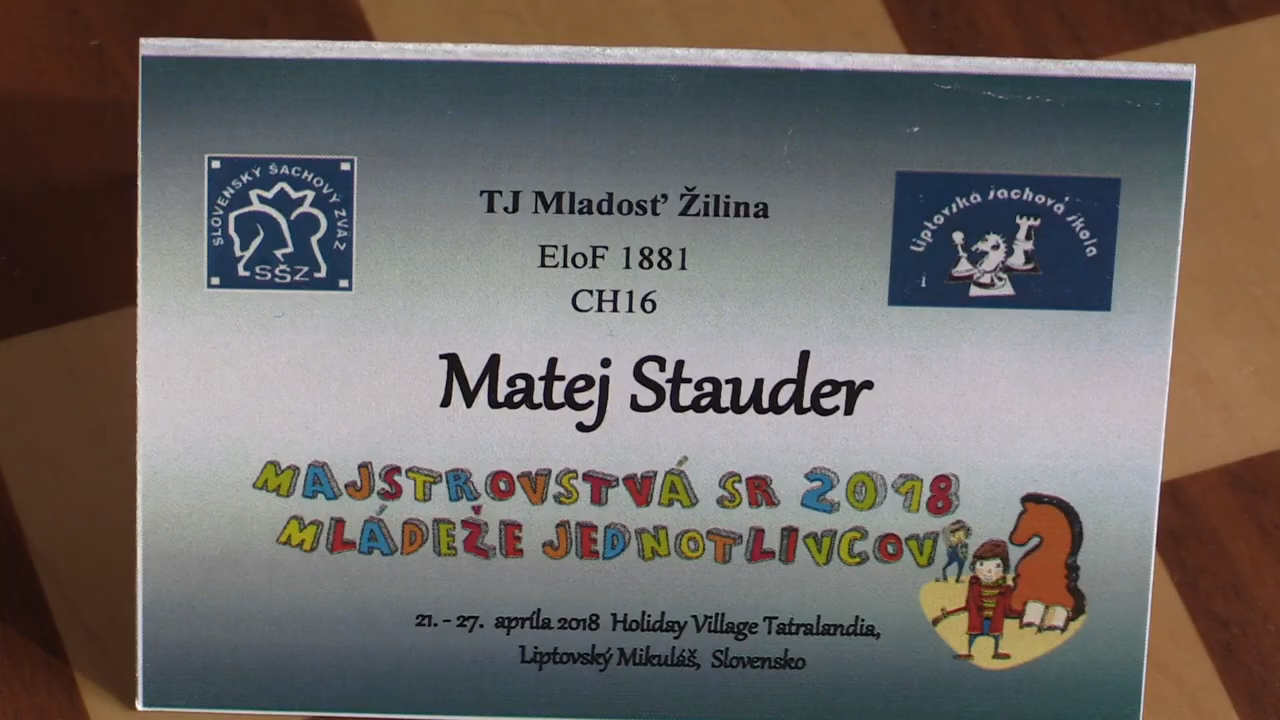 SLOVENSKÝ ŠACHOVÝ ZVÄZ
SŠZ
TJ Mladosť Žilina
EloF 1881
CH16
Liptovská šachová škola
Matej Stauder
MAJSTROVSTVÁ SR 2018
MLÁDEŽE JEDNOTLIVCOV
21. - 27. apríla 2018 Holiday Village Tatralandia,
Liptovský Mikuláš, Slovensko